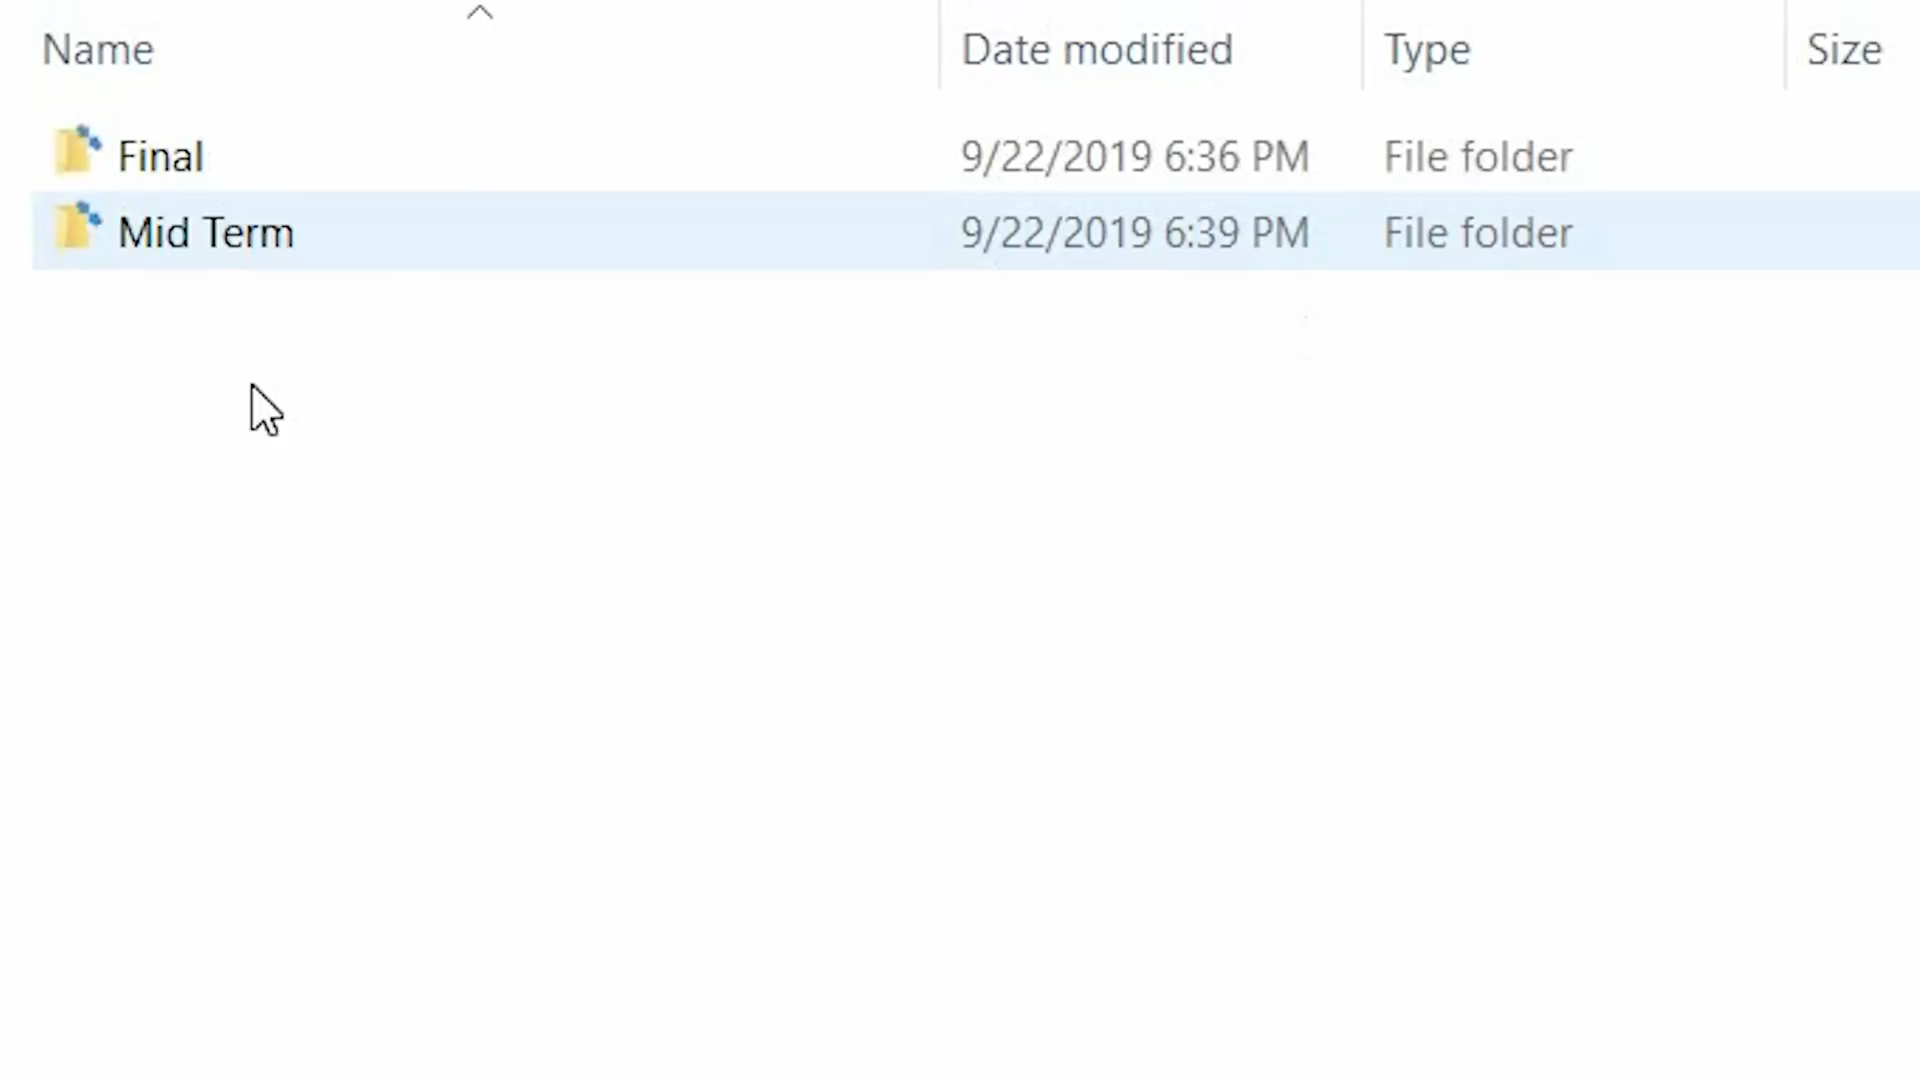 Name Date modified Type Size
Final 9/22/2019 6:36 PM File folder
Mid Term 9/22/2019 6:39 PM File folder